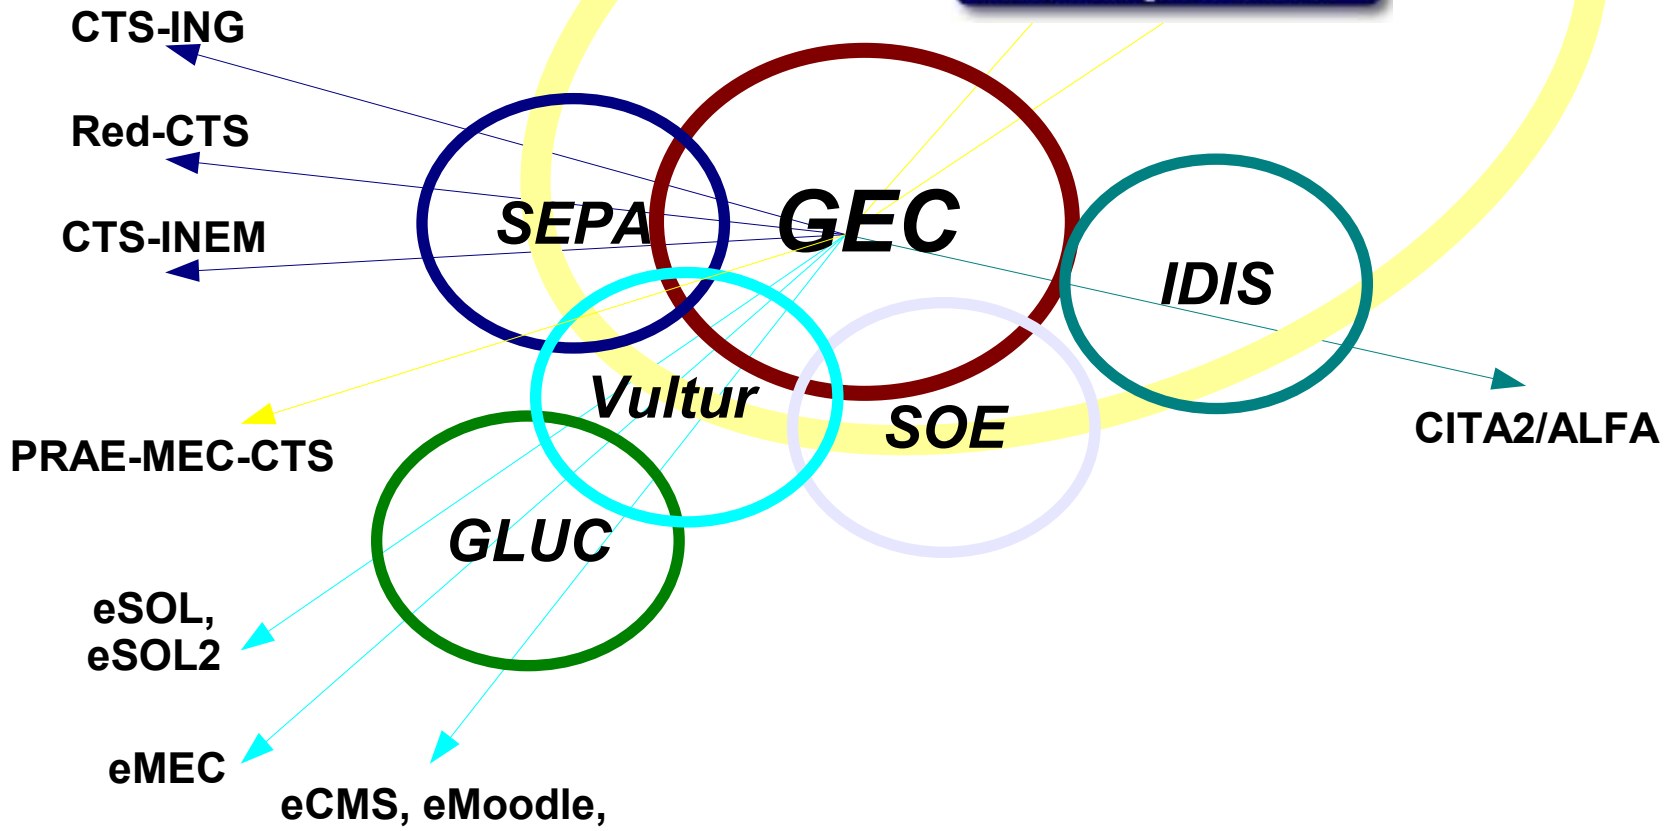 CTS-ING
Red-CTS
CTS-INEM
SEPA
GEC
IDIS
Vultur
SOE
PRAE-MEC-CTS
CITA2/ALFA
GLUC
eSOL,
eSOL2
eMEC
eCMS, eMoodle,